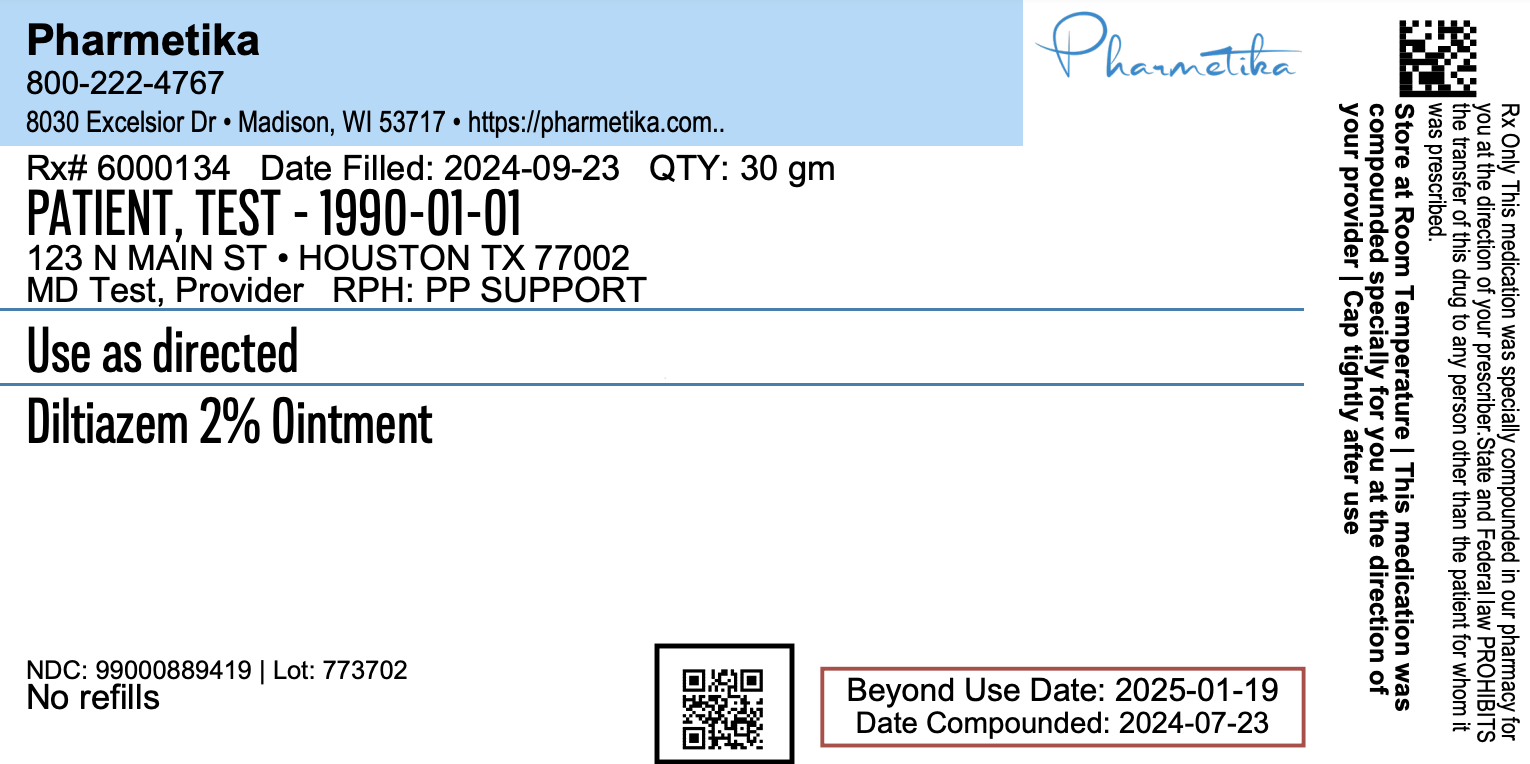 Pharmetika
800-222-4767
8030 Excelsior Dr • Madison, WI 53717 • https://pharmetika.com..
Pharmetika
Rx# 6000134 Date Filled: 2024-09-23 QTY: 30 gm
PATIENT, TEST - 1990-01-01
123 N MAIN ST • HOUSTON TX 77002
MD Test, Provider RPH: PP SUPPORT
Use as directed
Diltiazem 2% Ointment
NDC: 99000889419 | Lot: 773702
No refills
Beyond Use Date: 2025-01-19
Date Compounded: 2024-07-23
Rx Only This medication was specially compounded in our pharmacy for
you at the direction of your prescriber.State and Federal law PROHIBITS
the transfer of this drug to any person other than the patient for whom it
was prescribed.
Store at Room Temperature | This medication was
compounded specially for you at the direction of
your provider | Cap tightly after use